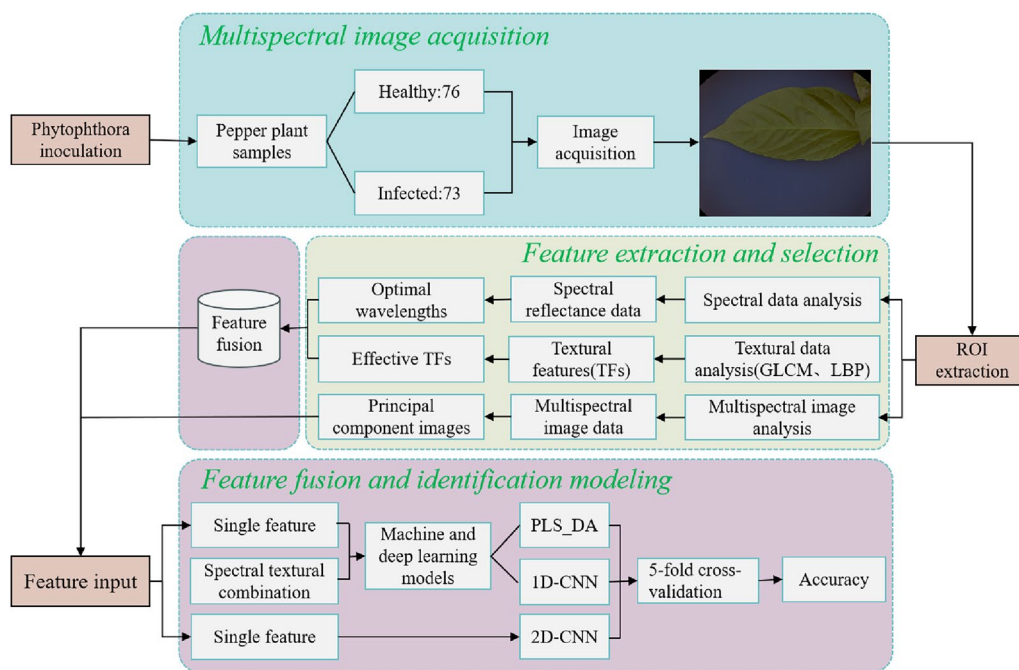 Multispectral image acquisition
Phytophthora
inoculation
Pepper plant
samples
Healthy:76
Infected:73
Image
acquisition
Feature extraction and selection
Feature
fusion
Optimal
wavelengths
Spectral
reflectance data
Spectral data analysis
Effective TFs
Textural
features(TFs)
Textural data
analysis(GLCM、LBP)
Principal
component images
Multispectral
image data
Multispectral image
analysis
ROI
extraction
Feature fusion and identification modeling
Feature input
Single feature
Spectral textural
combination
Single feature
Machine and
deep learning
models
PLS_DA
1D-CNN
2D-CNN
5-fold cross-
validation
Accuracy